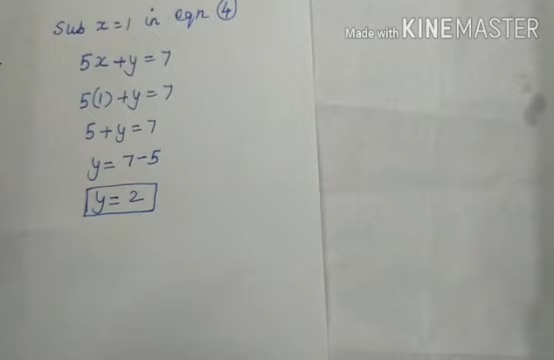 Sub x=1 in eqn ④
Made with KINEMASTER
5x+y=7
5(1)+y=7
5+y=7
y=7-5
y=2